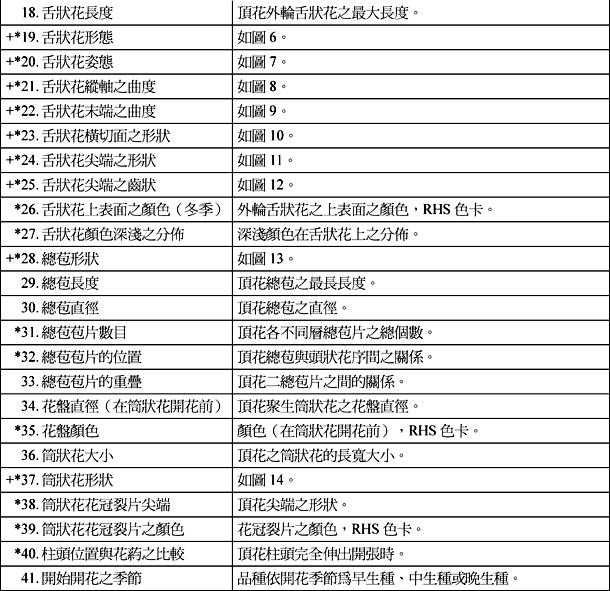 18. 舌狀花長度 頂花外輪舌狀花之最大長度。
+*19. 舌狀花形態 如圖 6。
+*20. 舌狀花姿態 如圖 7。
+*21. 舌狀花縱軸之曲度 如圖 8。
+*22. 舌狀花末端之曲度 如圖 9。
+*23. 舌狀花橫切面之形狀 如圖 10。
+*24. 舌狀花尖端之形狀 如圖 11。
+*25. 舌狀花尖端之齒狀 如圖 12。
*26. 舌狀花上表面之顏色（冬季） 外輪舌狀花之上表面之顏色，RHS 色卡。
*27. 舌狀花顏色深淺之分佈 深淺顏色在舌狀花上之分佈。
+*28. 總苞形狀 如圖 13。
29. 總苞長度 頂花總苞之最長長度。
30. 總苞直徑 頂花總苞之直徑。
*31. 總苞苞片數目 頂花各不同層總苞片之總個數。
*32. 總苞苞片的位置 頂花總苞與頭狀花序間之關係。
33. 總苞苞片的重疊 頂花二總苞片之間的關係。
34. 花盤直徑（在筒狀花開花前） 頂花聚生筒狀花之花盤直徑。
*35. 花盤顏色 顏色（在筒狀花開花前），RHS 色卡。
36. 筒狀花大小 頂花之筒狀花的長寬大小。
+*37. 筒狀花形狀 如圖 14。
*38. 筒狀花花冠裂片尖端 頂花尖端之形狀。
*39. 筒狀花花冠裂片之顏色 花冠裂片之顏色，RHS 色卡。
*40. 柱頭位置與花葯之比較 頂花柱頭完全伸出開張時。
41. 開始開花之季節 品種依開花季節爲早生種、中生種或晚生種。